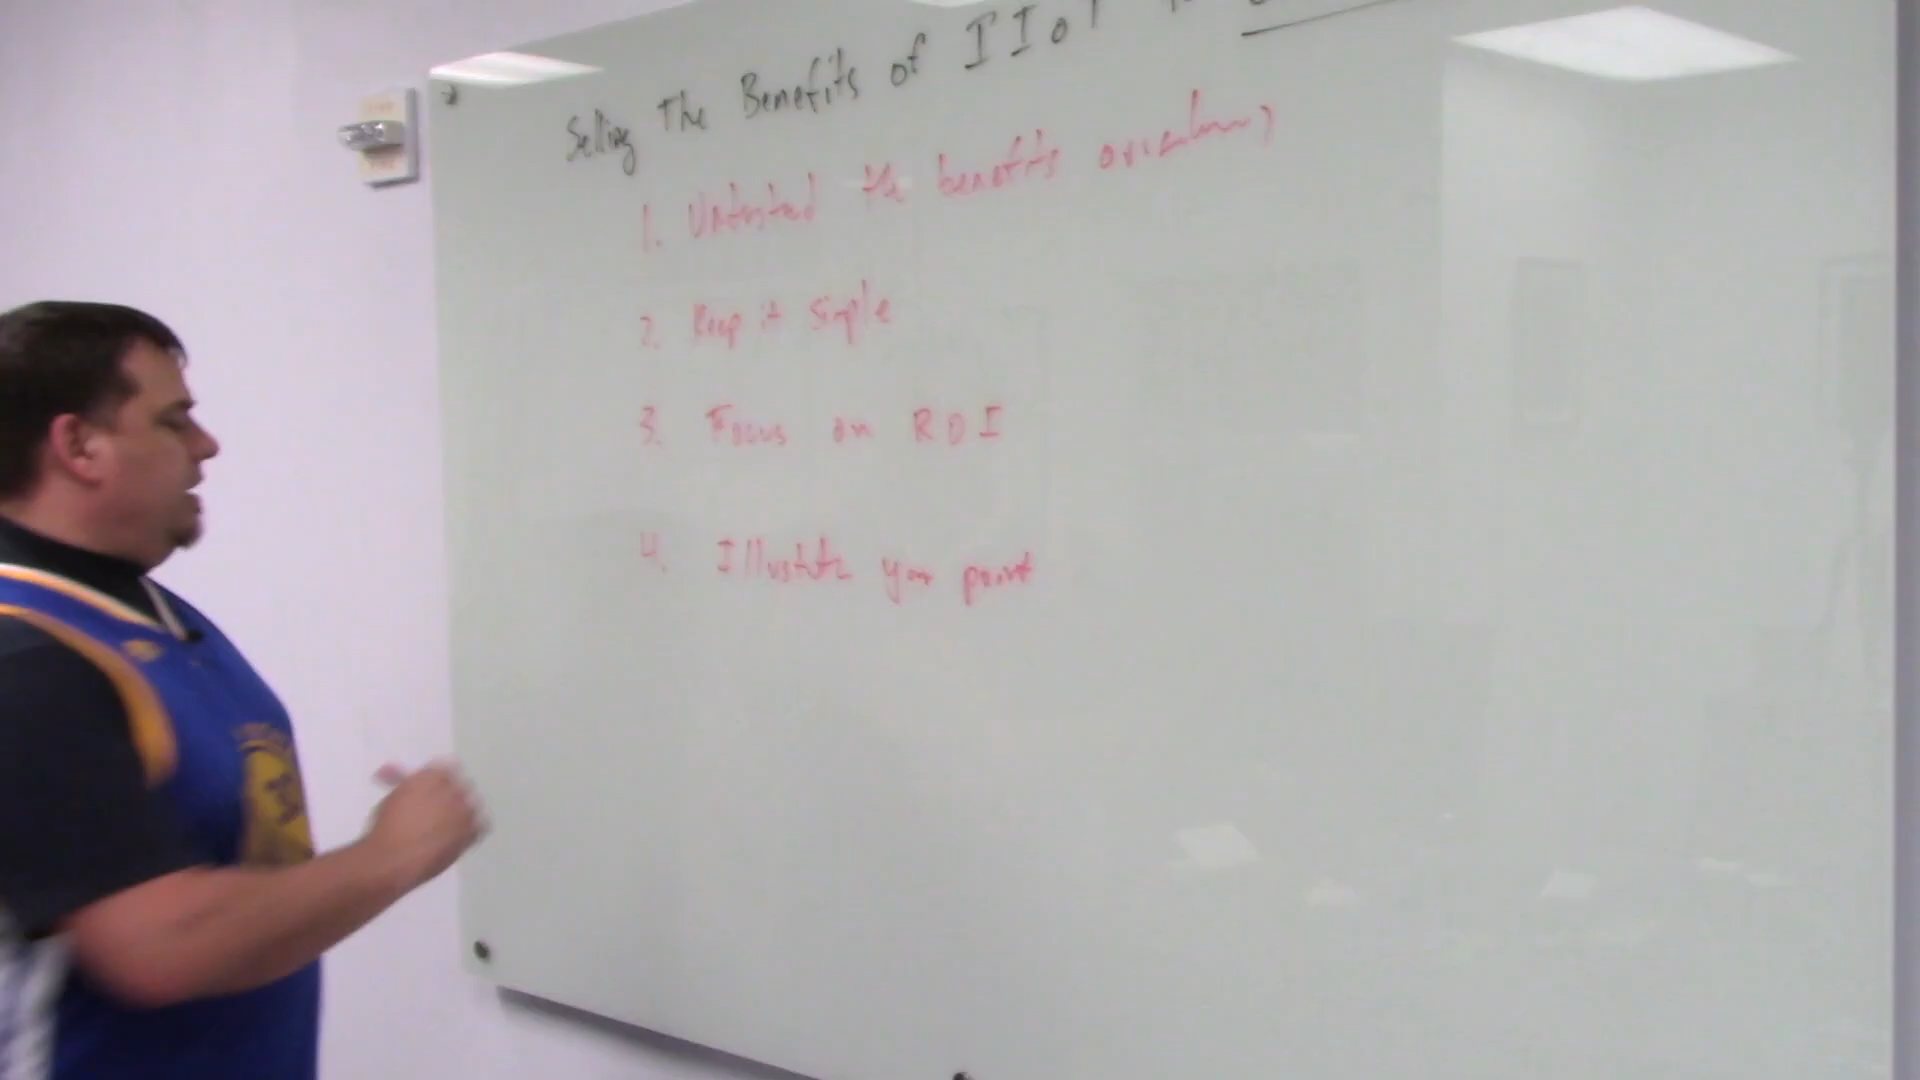 Selling The Benefits of IIoT
1. Understand the benefits
2. Keep it Simple
3. Focus on ROI
4. Illustrate your point